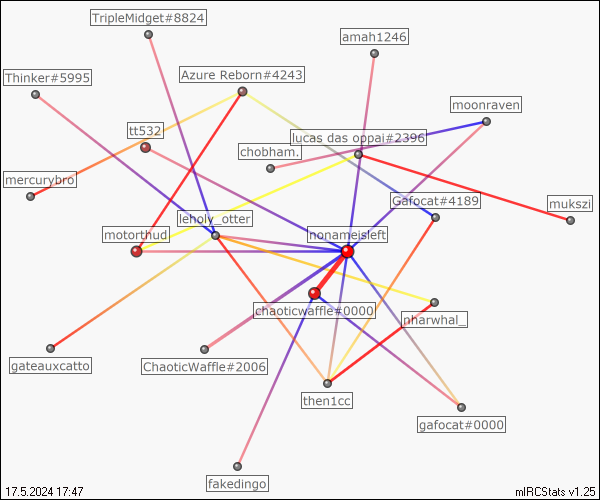 TripleMidget#8824
amah1246
Thinker#5995
Azure Reborn#4243
moonraven
tt532
lucas das oppai#2396
chobham.
mercurybro
Gafocat#4189
mukszi
leholy_otter
motorthud
nonameisleft
chaoticwaffle#0000
nharwhal_
gateauxcatto
ChaoticWaffle#2006
then1cc
gafocat#0000
fakedingo
17.5.2024 17:47
mIRCStats v1.25